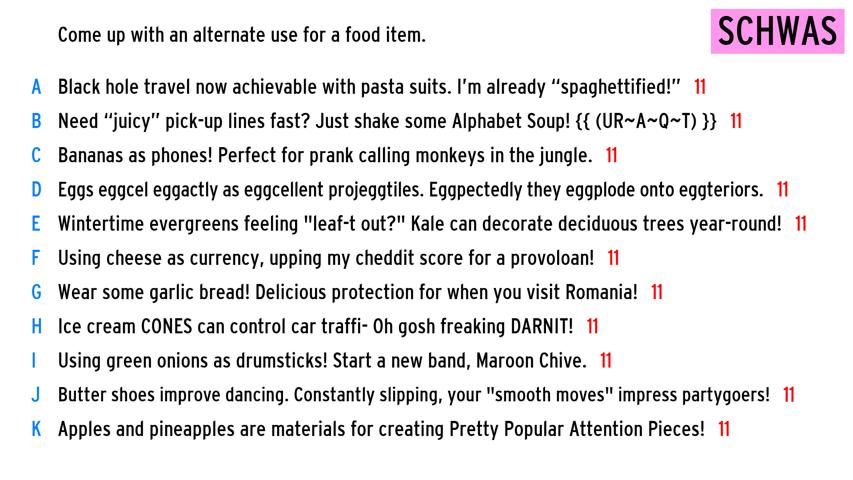 Come up with an alternate use for a food item.
SCHWAS
A Black hole travel now achievable with pasta suits. I'm already “spaghettified!” 11
B Need “juicy” pick-up lines fast? Just shake some Alphabet Soup! {{ (UR~A~Q~T) }} 11
C Bananas as phones! Perfect for prank calling monkeys in the jungle. 11
D Eggs eggcel eggactly as eggcellent projeggtiles. Eggpectedly they eggplode onto eggteriors. 11
E Wintertime evergreens feeling "leaf-t out?" Kale can decorate deciduous trees year-round! 11
F Using cheese as currency, upping my cheddit score for a provoloan! 11
G Wear some garlic bread! Delicious protection for when you visit Romania! 11
H Ice cream CONES can control car traffi- Oh gosh freaking DARNIT! 11
I Using green onions as drumsticks! Start a new band, Maroon Chive. 11
J Butter shoes improve dancing. Constantly slipping, your "smooth moves" impress partygoers! 11
K Apples and pineapples are materials for creating Pretty Popular Attention Pieces! 11